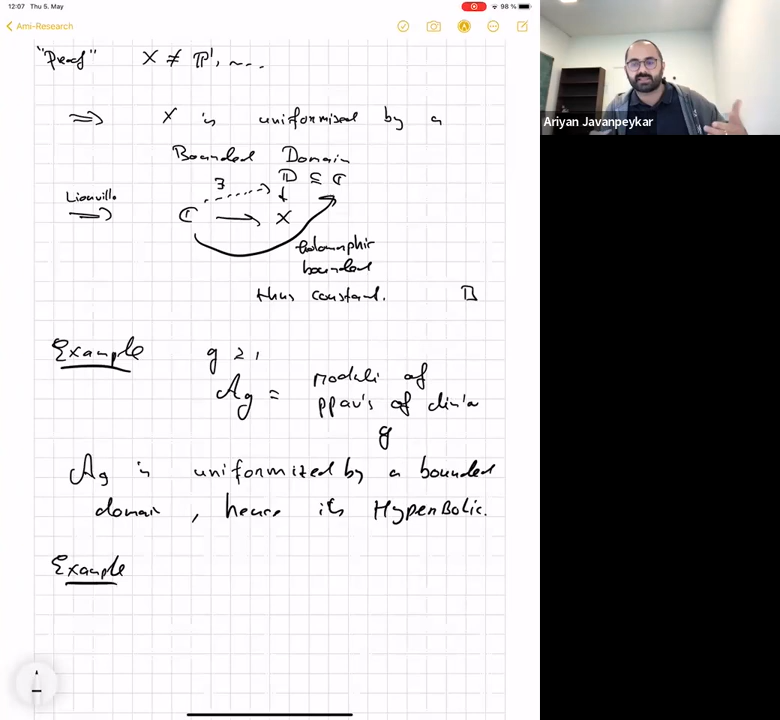 12:07 Thu 5. May
98 %
Ami-Research
"Proof" X ≠ ℙ¹, ~...
⟹ X is uniformised by a
Bounded Domain
∃ 𝔻 ⊆ ℂ
Liouville
⟹ ℂ → X
holomorphic
bounded
thus constant.
Example g ≥ 1
Ag = moduli of
ppav's of dim'n
g
Ag is uniformized by a bounded
domain, hence its HyperBolic.
Example
Ariyan Javanpeykar